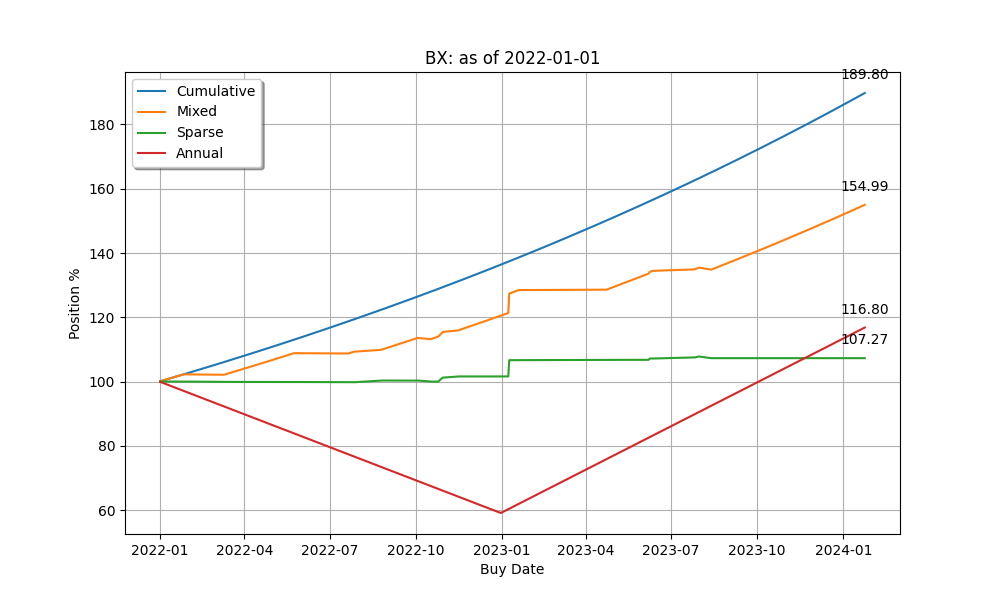 BX: as of 2022-01-01
Cumulative
Mixed
Sparse
Annual
189.80
154.99
116.80
107.27
180
160
140
120
100
80
60
Position %
2022-01 2022-04 2022-07 2022-10 2023-01 2023-04 2023-07 2023-10 2024-01
Buy Date